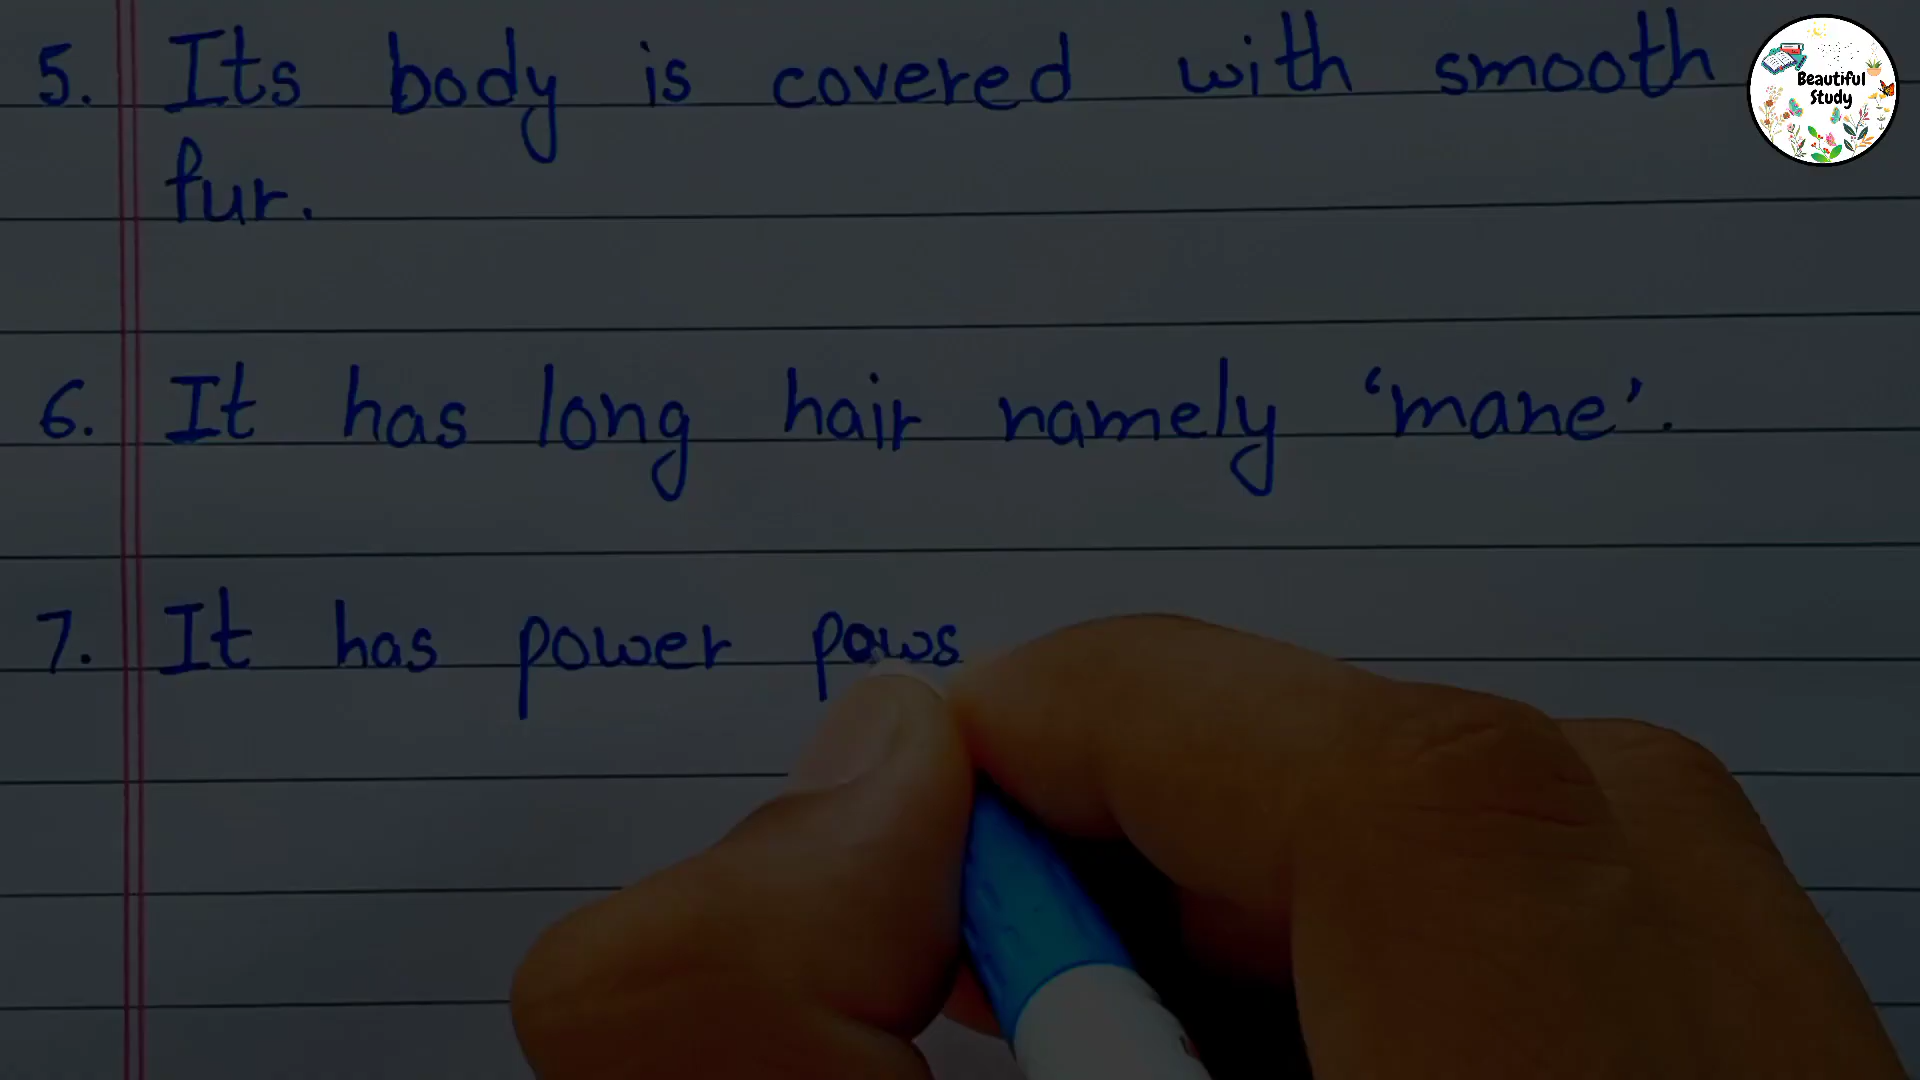 5. Its body is covered with smooth
fur.
6. It has long hair namely ‘mane’.
7. It has power paws
Beautiful
Study